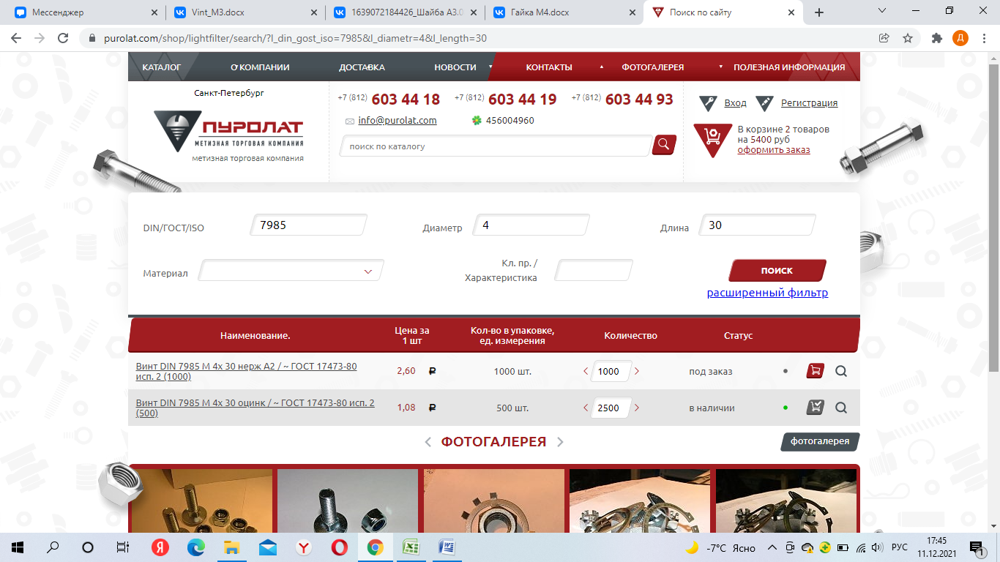 Мессенджер
Vint_M3.docx
1639072184426_Шайба А3.0
Гайка М4.docx
Поиск по сайту
purolat.com/shop/lightfilter/search/?l_din_gost_iso=7985&l_diametr=4&l_length=30
Д
КАТАЛОГ
О КОМПАНИИ
ДОСТАВКА
НОВОСТИ
КОНТАКТЫ
ФОТОГАЛЕРЕЯ
ПОЛЕЗНАЯ ИНФОРМАЦИЯ
Санкт-Петербург
ПУРОЛАТ
МЕТИЗНАЯ ТОРГОВАЯ КОМПАНИЯ
метизная торговая компания
+7 (812) 603 44 18
+7 (812) 603 44 19
+7 (812) 603 44 93
info@purolat.com
456004960
поиск по каталогу
Вход
Регистрация
В корзине 2 товаров
на 5400 руб
оформить заказ
DIN/ГОСТ/ISO
7985
Диаметр
4
Длина
30
Материал
Кл. пр. /
Характеристика
ПОИСК
расширенный фильтр
Наименование.
Цена за
1 шт
Кол-во в упаковке,
ед. измерения
Количество
Статус
Винт DIN 7985 М 4х 30 нерж А2 / ~ ГОСТ 17473-80
исп. 2 (1000)
2,60 ₽
1000 шт.
1000
под заказ
Винт DIN 7985 М 4х 30 оцинк / ~ ГОСТ 17473-80 исп. 2
(500)
1,08 ₽
500 шт.
2500
в наличии
ФОТОГАЛЕРЕЯ
фотогалерея
-7°C Ясно
РУС
17:45
11.12.2021
1